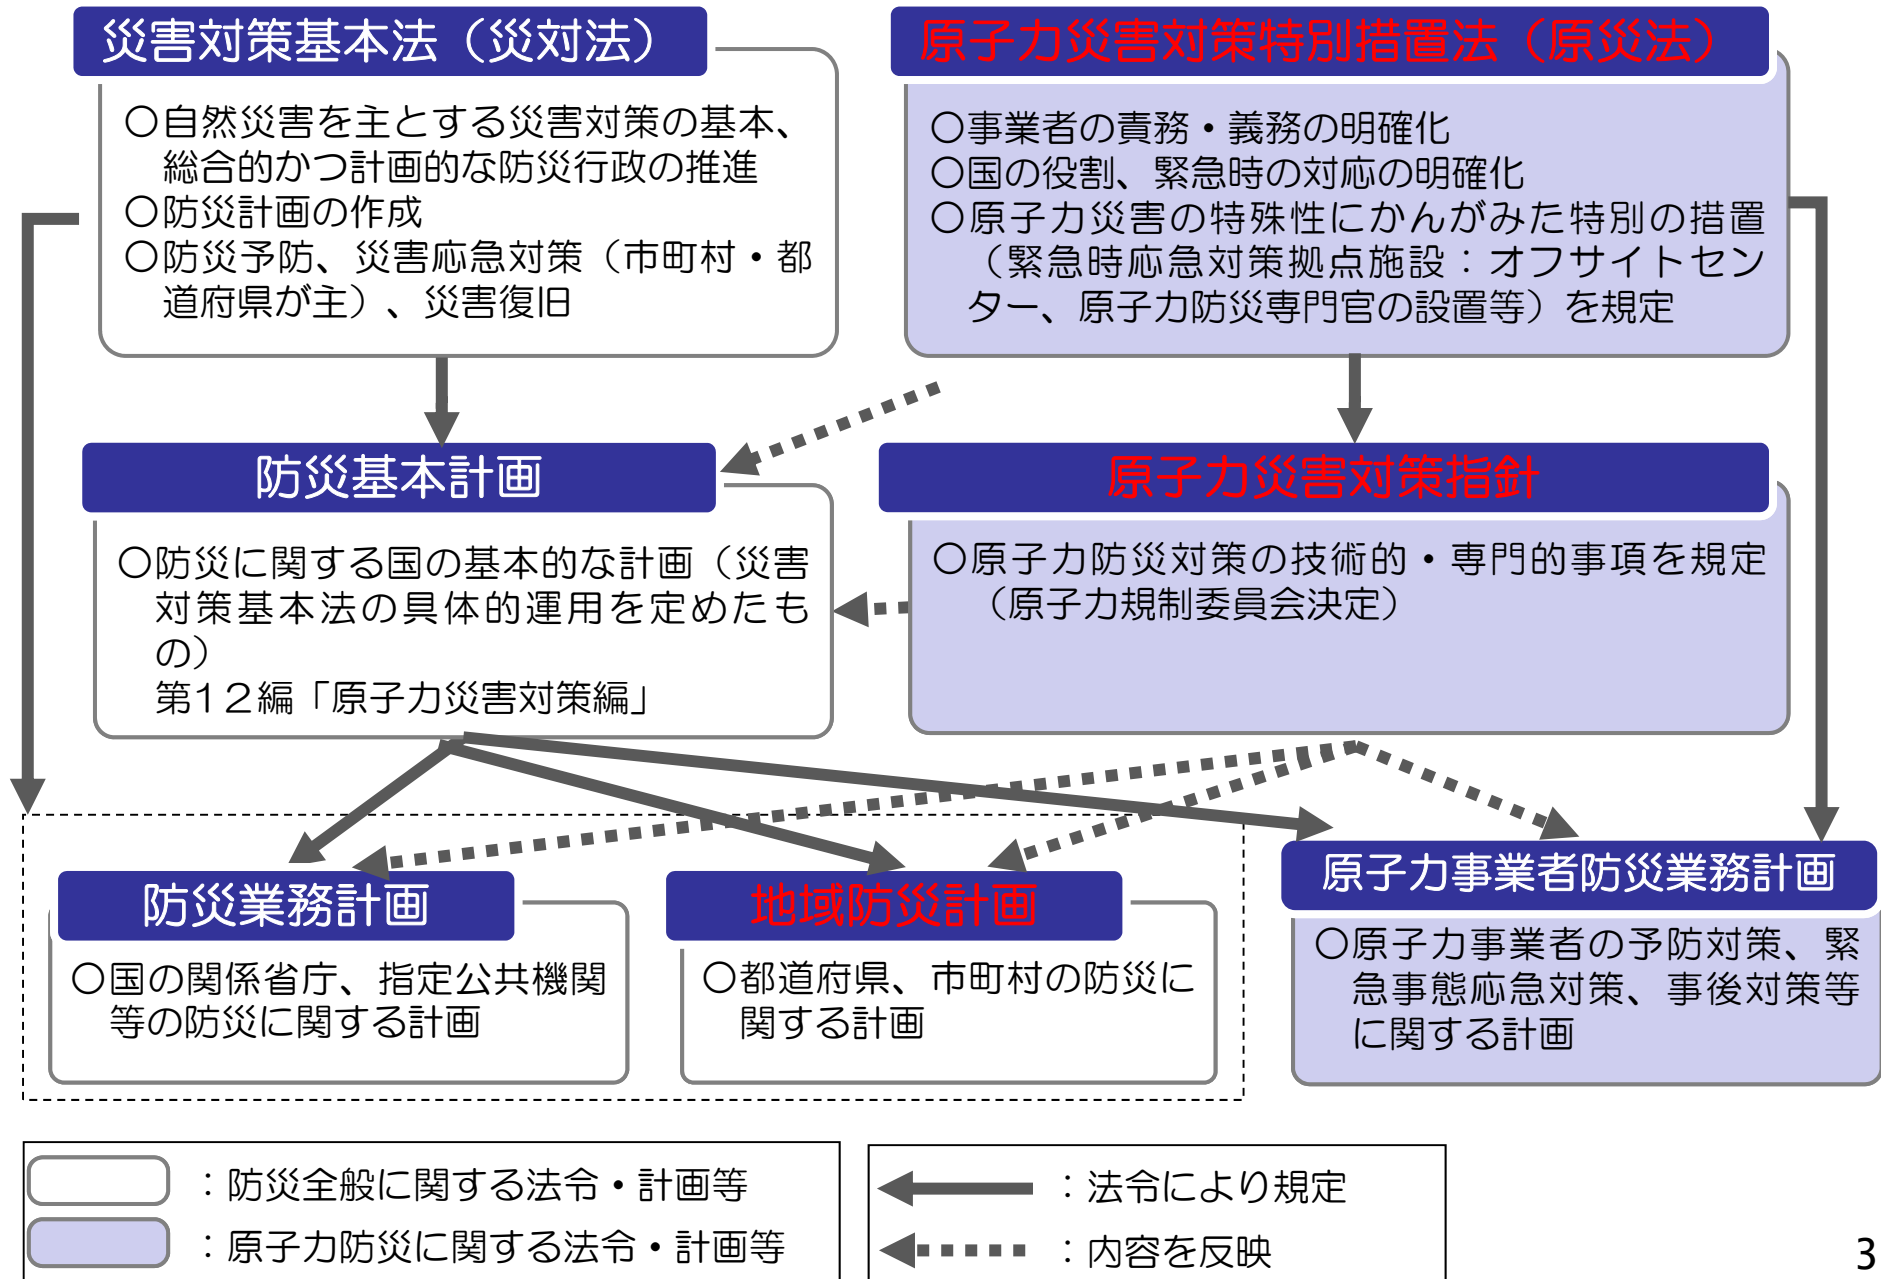 災害対策基本法（災対法）
〇自然災害を主とする災害対策の基本、
総合的かつ計画的な防災行政の推進
〇防災計画の作成
〇防災予防、災害応急対策（市町村・都
道府県が主）、災害復旧
原子力災害対策特別措置法（原災法）
〇事業者の責務・義務の明確化
〇国の役割、緊急時の対応の明確化
〇原子力災害の特殊性にかんがみた特別の措置
（緊急時応急対策拠点施設：オフサイトセン
ター、原子力防災専門官の設置等）を規定
防災基本計画
〇防災に関する国の基本的な計画（災害
対策基本法の具体的運用を定めたも
の）
第１２編「原子力災害対策編」
原子力災害対策指針
〇原子力防災対策の技術的・専門的事項を規定
（原子力規制委員会決定）
防災業務計画
〇国の関係省庁、指定公共機関
等の防災に関する計画
地域防災計画
〇都道府県、市町村の防災に
関する計画
原子力事業者防災業務計画
〇原子力事業者の予防対策、緊
急事態応急対策、事後対策等
に関する計画
：防災全般に関する法令・計画等
：原子力防災に関する法令・計画等
：法令により規定
：内容を反映
3